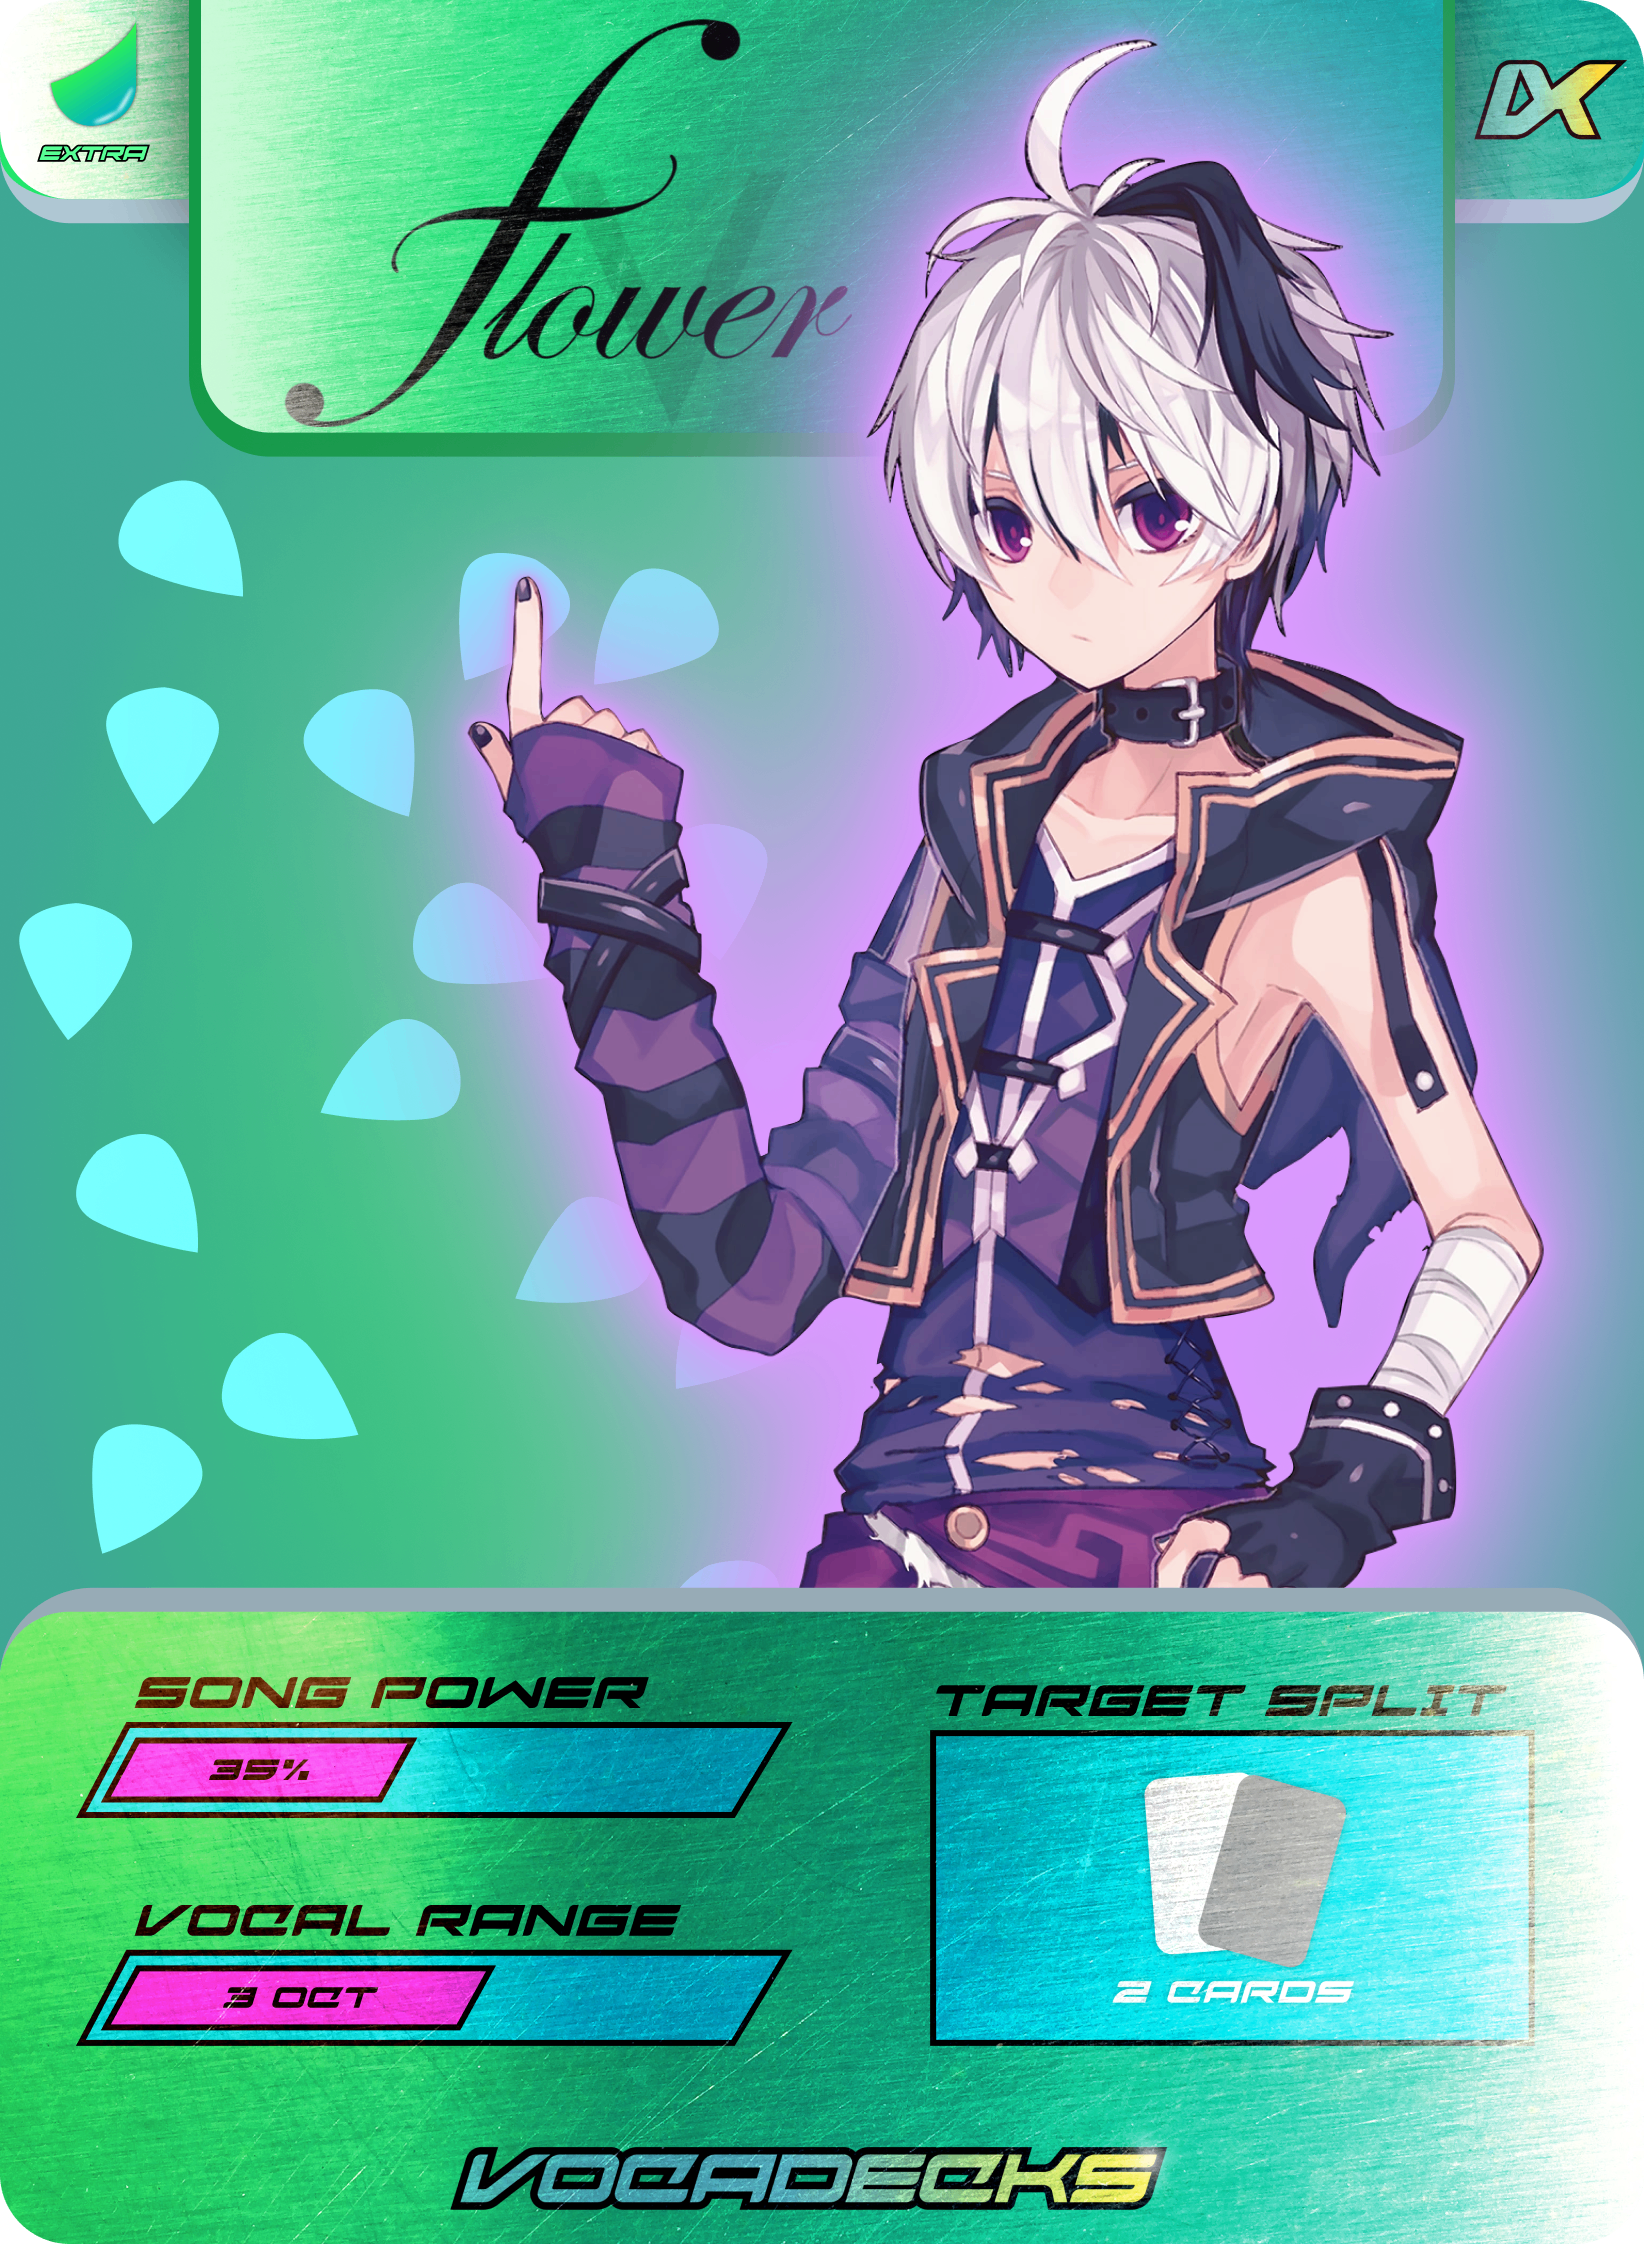 EXTRA
flower
V
DX
SONG POWER
35%
VOCAL RANGE
3 OCT
TARGET SPLIT
2 CARDS
VOCADECKS